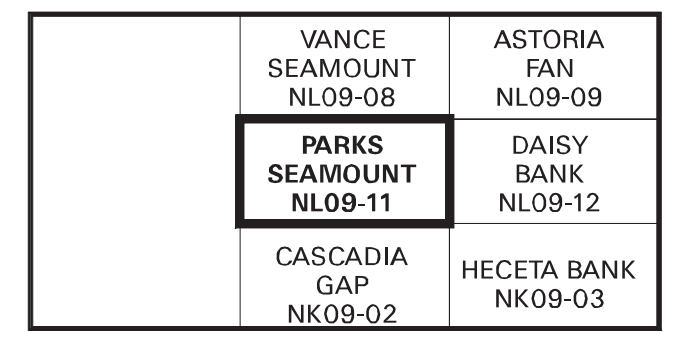 VANCE
SEAMOUNT
NL09-08
ASTORIA
FAN
NL09-09
PARKS
SEAMOUNT
NL09-11
DAISY
BANK
NL09-12
CASCADIA
GAP
NK09-02
HECETA BANK
NK09-03